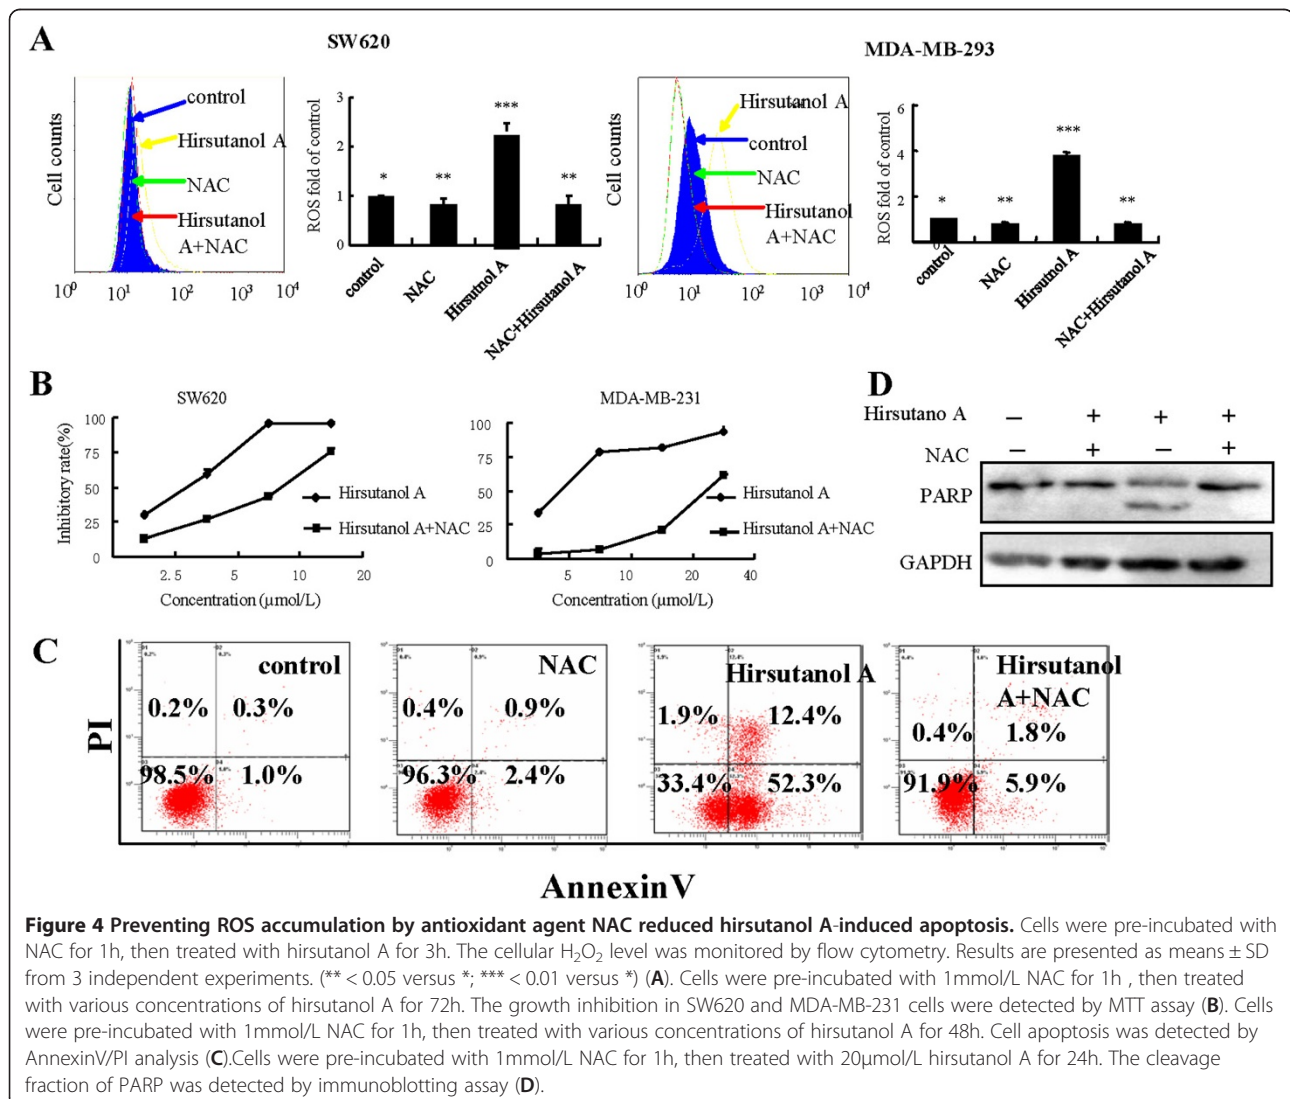 A
SW620
MDA-MB-293
Cell counts
control
Hirsutanol A
NAC
Hirsutanol
A+NAC
10⁰ 10¹ 10² 10³ 10⁴
ROS fold of control
3
2
1
0
* ** *** **
control
NAC
Hirsutnol A
NAC+Hirsutanol A
Cell counts
Hirsutanol A
control
NAC
Hirsutanol
A+NAC
10⁰ 10¹ 10² 10³ 10⁴
ROS fold of control
6
4
2
0
* ** *** **
control
NAC
Hirsutnol A
NAC+Hirsutanol A
B
SW620
Inhibitory rate(%)
100
75
50
25
0
2.5 5 10 20
Concentration (μmol/L)
Hirsutanol A
Hirsutanol A+NAC
MDA-MB-231
100
75
50
25
0
5 10 20 40
Concentration (μmol/L)
Hirsutanol A
Hirsutanol A+NAC
D
Hirsutano A − + + +
NAC − + − +
PARP
GAPDH
C
PI
control
0.2% 0.3%
98.5% 1.0%
NAC
0.4% 0.9%
96.3% 2.4%
Hirsutanol A
1.9% 12.4%
33.4% 52.3%
Hirsutanol
A+NAC
0.4% 1.8%
91.9% 5.9%
AnnexinV
Figure 4 Preventing ROS accumulation by antioxidant agent NAC reduced hirsutanol A-induced apoptosis. Cells were pre-incubated with
NAC for 1h, then treated with hirsutanol A for 3h. The cellular H₂O₂ level was monitored by flow cytometry. Results are presented as means ± SD
from 3 independent experiments. (** < 0.05 versus *; *** < 0.01 versus *) (A). Cells were pre-incubated with 1mmol/L NAC for 1h , then treated
with various concentrations of hirsutanol A for 72h. The growth inhibition in SW620 and MDA-MB-231 cells were detected by MTT assay (B). Cells
were pre-incubated with 1mmol/L NAC for 1h, then treated with various concentrations of hirsutanol A for 48h. Cell apoptosis was detected by
AnnexinV/PI analysis (C).Cells were pre-incubated with 1mmol/L NAC for 1h, then treated with 20μmol/L hirsutanol A for 24h. The cleavage
fraction of PARP was detected by immunoblotting assay (D).